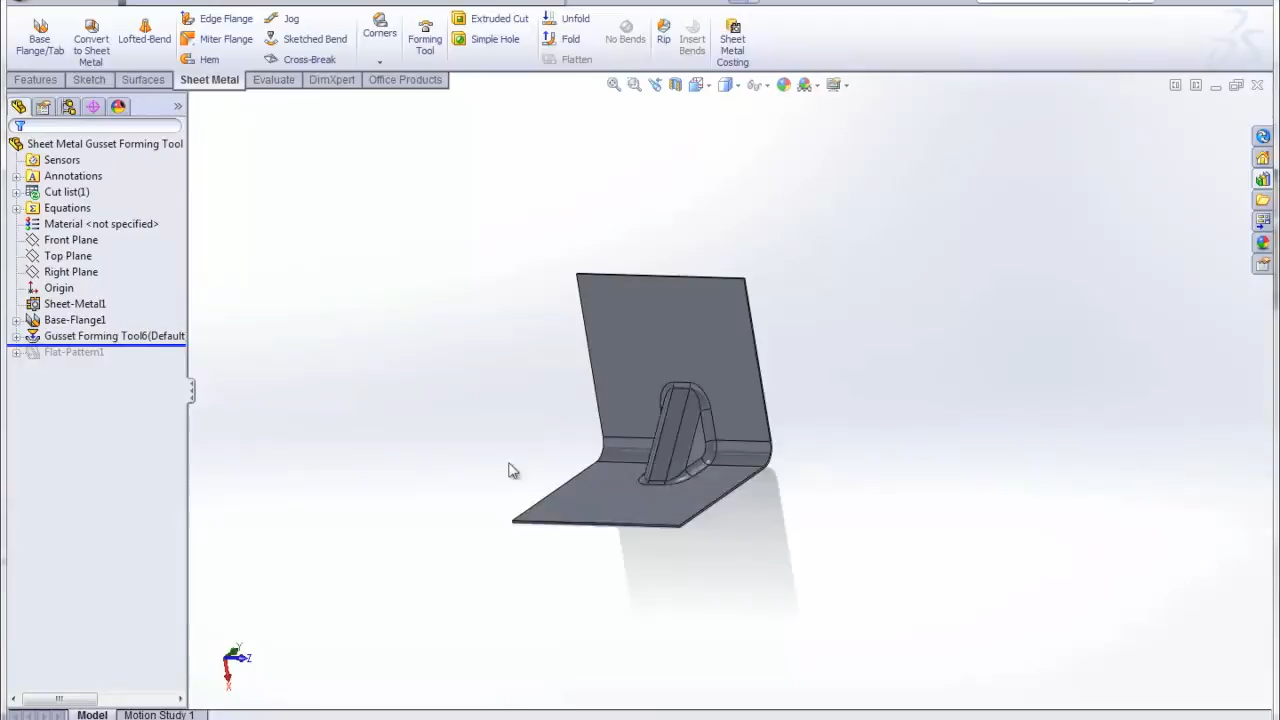 Base Flange/Tab
Convert to Sheet Metal
Lofted-Bend
Edge Flange
Miter Flange
Hem
Jog
Sketched Bend
Cross-Break
Corners
Forming Tool
Extruded Cut
Simple Hole
Unfold
Fold
Flatten
No Bends
Rip
Insert Bends
Sheet Metal Costing
Features
Sketch
Surfaces
Sheet Metal
Evaluate
DimXpert
Office Products
Sheet Metal Gusset Forming Tool
Sensors
Annotations
Cut list(1)
Equations
Material <not specified>
Front Plane
Top Plane
Right Plane
Origin
Sheet-Metal1
Base-Flange1
Gusset Forming Tool6(Default
Flat-Pattern1
Y
Z
X
Model
Motion Study 1